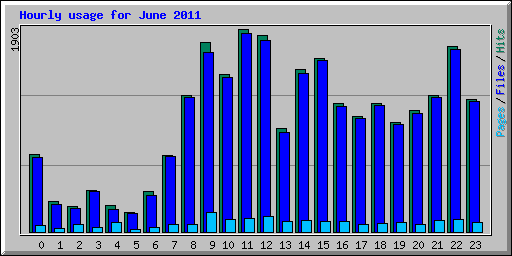 Hourly usage for June 2011
1903
Pages / Files / Hits
0 1 2 3 4 5 6 7 8 9 10 11 12 13 14 15 16 17 18 19 20 21 22 23